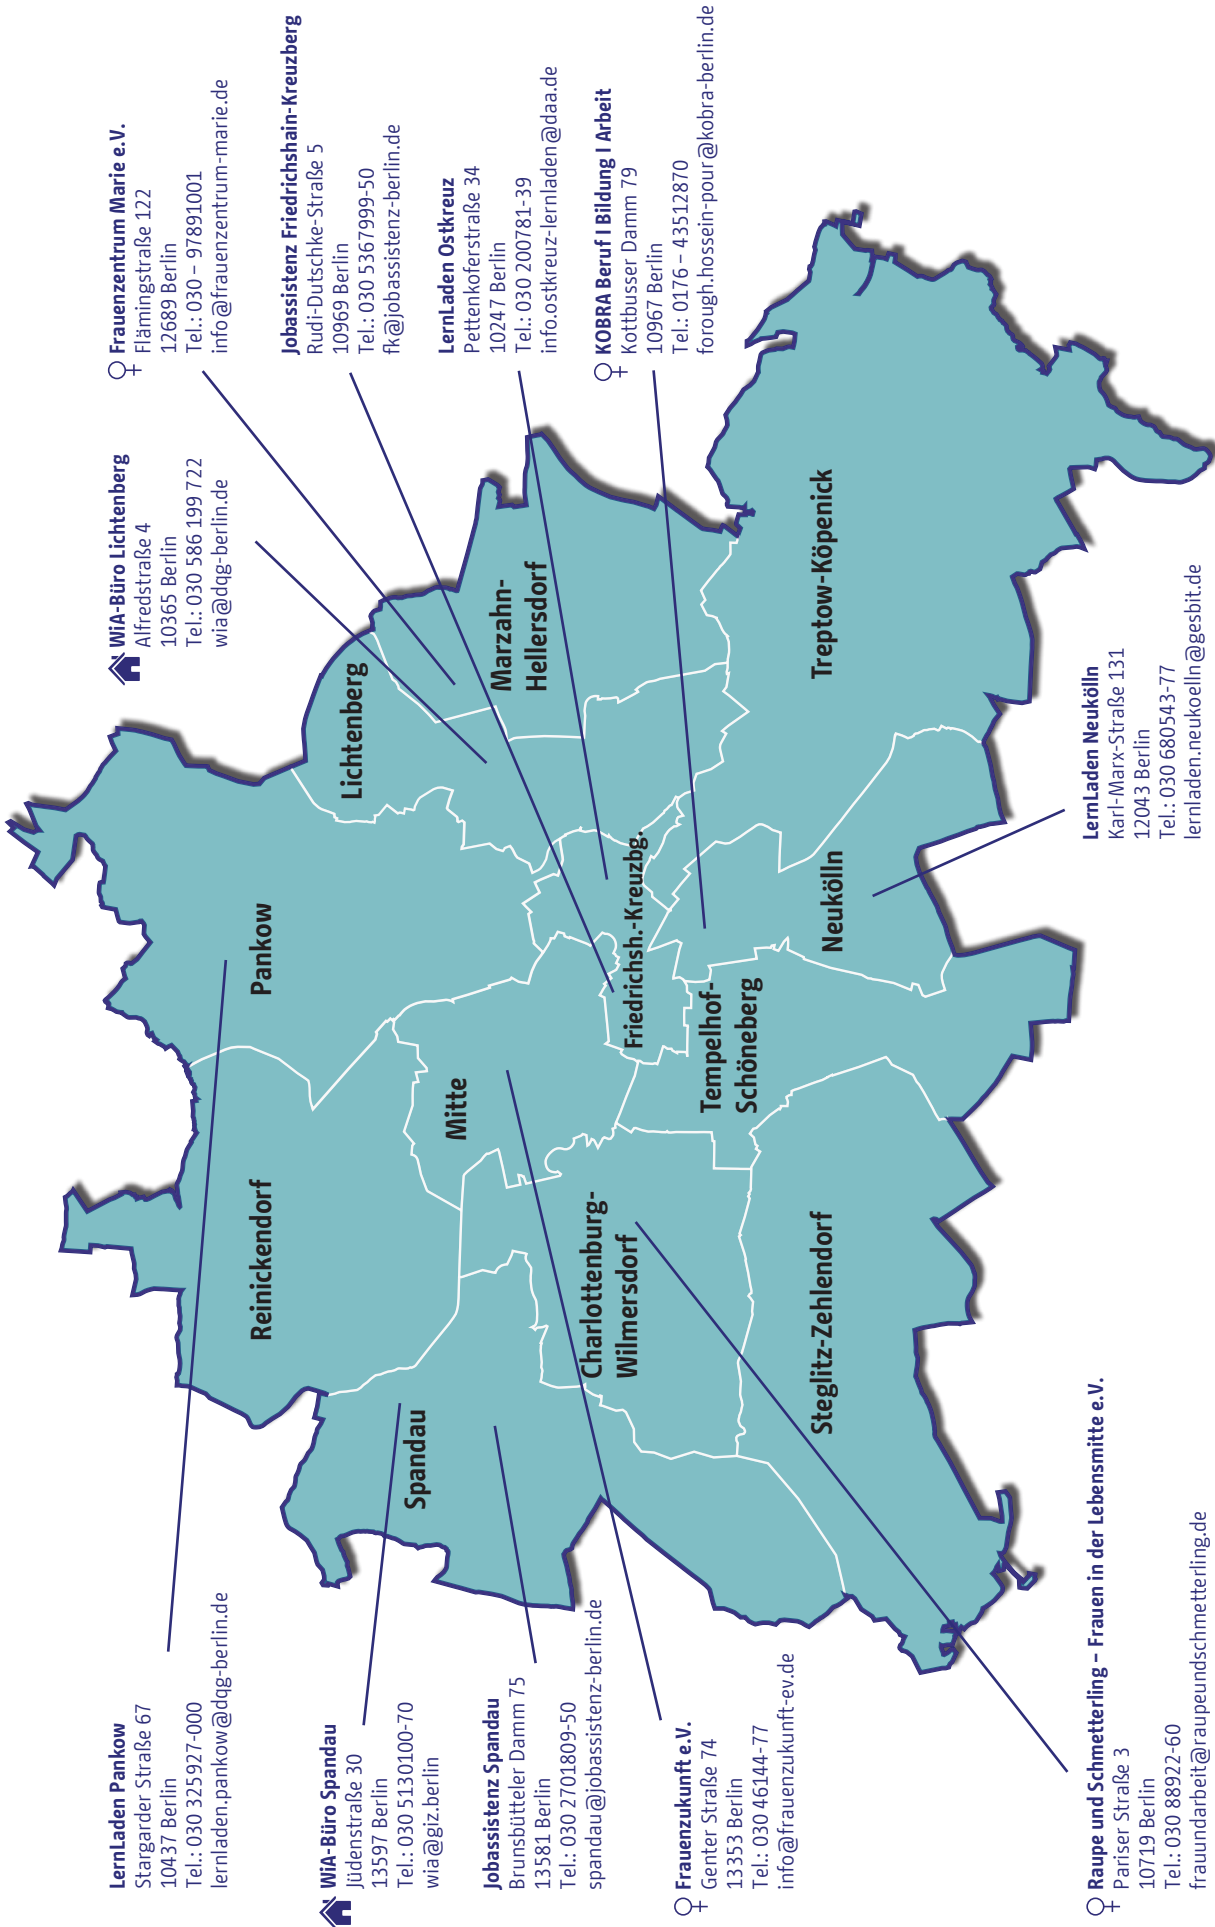 LernLaden Pankow
Stargarder Straße 67
10437 Berlin
Tel.: 030 325927-000
lernladen.pankow@dqg-berlin.de
WiA-Büro Spandau
Jüdenstraße 30
13597 Berlin
Tel.: 030 5130100-70
wia@giz.berlin
Jobassistenz Spandau
Brunsbütteler Damm 75
13581 Berlin
Tel.: 030 2701809-50
spandau@jobassistenz-berlin.de
Frauenzukunft e.V.
Genter Straße 74
13353 Berlin
Tel.: 030 46144-77
info@frauenzukunft-ev.de
Raupe und Schmetterling – Frauen in der Lebensmitte e.V.
Pariser Straße 3
10719 Berlin
Tel.: 030 88922-60
frauundarbeit@raupeundschmetterling.de
Reinickendorf
Pankow
Lichtenberg
Spandau
Mitte
Marzahn-
Hellersdorf
Charlottenburg-
Wilmersdorf
Friedrichsh.-Kreuzbg.
Tempelhof-
Schöneberg
Steglitz-Zehlendorf
Neukölln
Treptow-Köpenick
WiA-Büro Lichtenberg
Alfredstraße 4
10365 Berlin
Tel.: 030 586 199 722
wia@dqg-berlin.de
Frauenzentrum Marie e.V.
Flämingstraße 122
12689 Berlin
Tel.: 030 – 97891001
info@frauenzentrum-marie.de
Jobassistenz Friedrichshain-Kreuzberg
Rudi-Dutschke-Straße 5
10969 Berlin
Tel.: 030 5367999-50
fk@jobassistenz-berlin.de
LernLaden Ostkreuz
Pettenkoferstraße 34
10247 Berlin
Tel.: 030 200781-39
info.ostkreuz-lernladen@daa.de
KOBRA Beruf I Bildung I Arbeit
Kottbusser Damm 79
10967 Berlin
Tel.: 0176 – 43512870
forough.hossein-pour@kobra-berlin.de
LernLaden Neukölln
Karl-Marx-Straße 131
12043 Berlin
Tel.: 030 680543-77
lernladen.neukoelln@gesbit.de